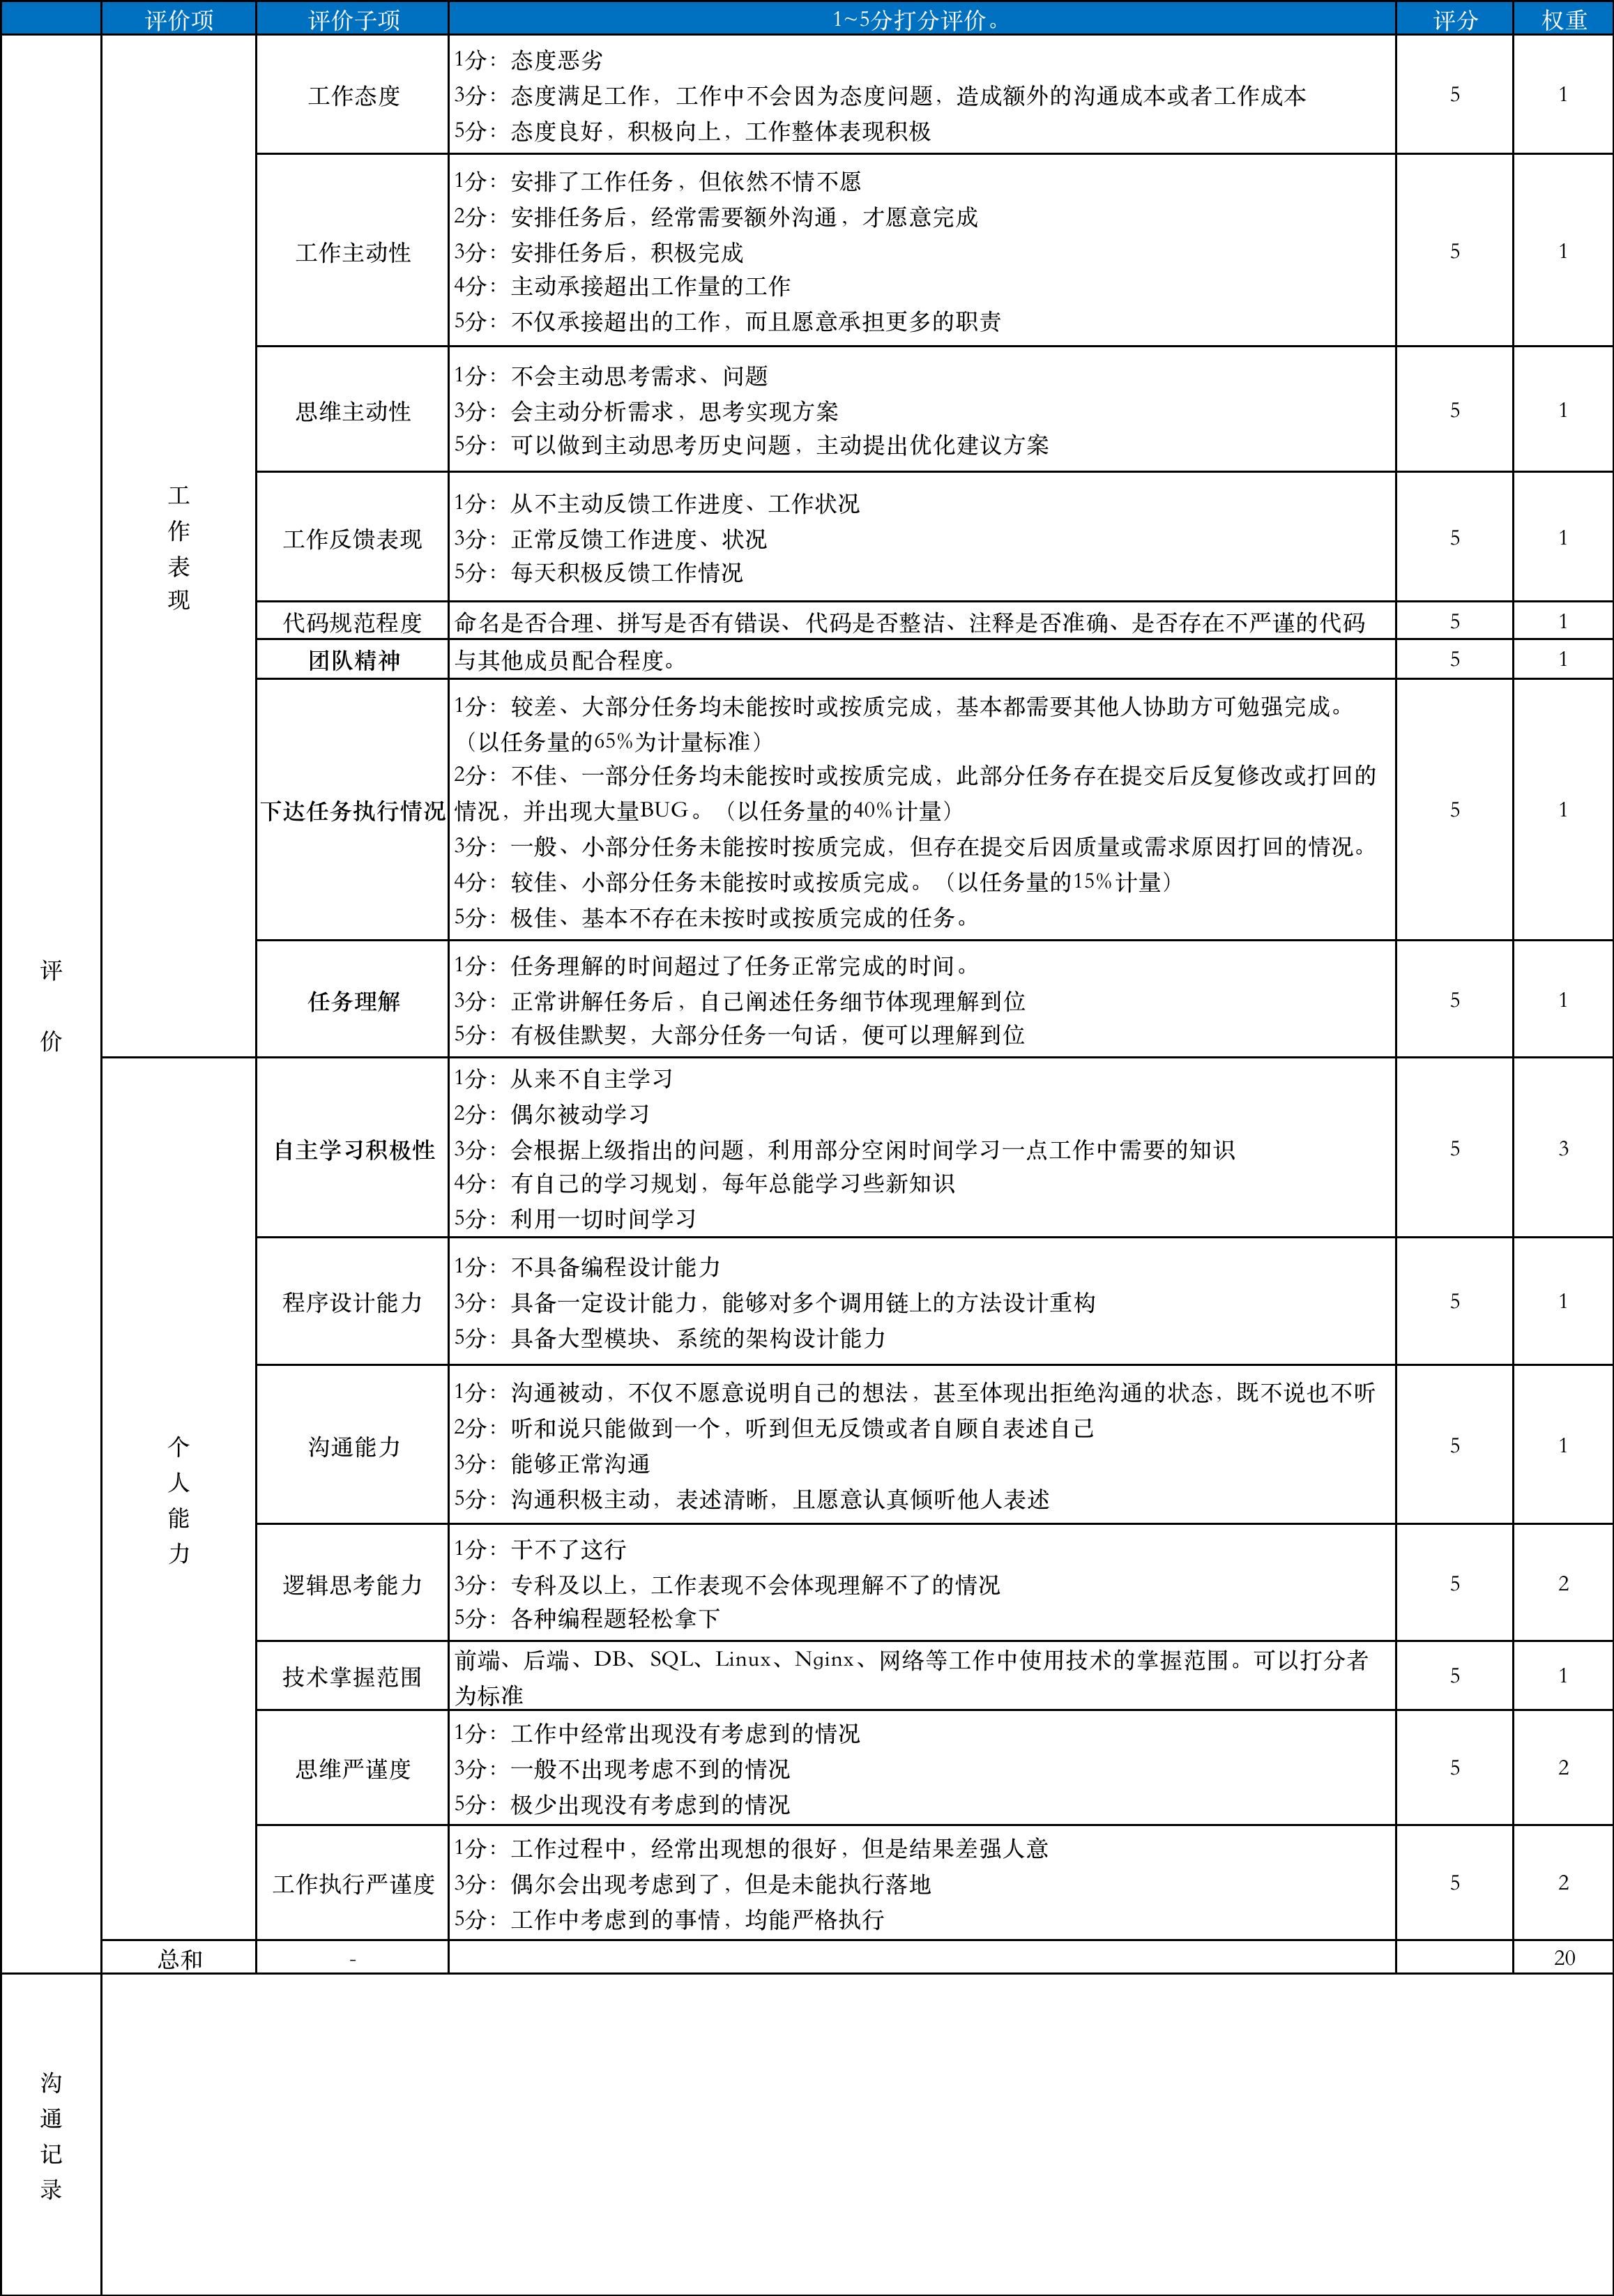 评价项 评价子项 1~5分打分评价。 评分 权重
评
价
工
作
表
现
工作态度
1分：态度恶劣
3分：态度满足工作，工作中不会因为态度问题，造成额外的沟通成本或者工作成本
5分：态度良好，积极向上，工作整体表现积极
5 1
工作主动性
1分：安排了工作任务，但依然不情不愿
2分：安排任务后，经常需要额外沟通，才愿意完成
3分：安排任务后，积极完成
4分：主动承接超出工作量的工作
5分：不仅承接超出的工作，而且愿意承担更多的职责
5 1
思维主动性
1分：不会主动思考需求、问题
3分：会主动分析需求，思考实现方案
5分：可以做到主动思考历史问题，主动提出优化建议方案
5 1
工作反馈表现
1分：从不主动反馈工作进度、工作状况
3分：正常反馈工作进度、状况
5分：每天积极反馈工作情况
5 1
代码规范程度 命名是否合理、拼写是否有错误、代码是否整洁、注释是否准确、是否存在不严谨的代码 5 1
团队精神 与其他成员配合程度。 5 1
下达任务执行情况
1分：较差、大部分任务均未能按时或按质完成，基本都需要其他人协助方可勉强完成。
（以任务量的65%为计量标准）
2分：不佳、一部分任务均未能按时或按质完成，此部分任务存在提交后反复修改或打回的
情况，并出现大量BUG。（以任务量的40%计量）
3分：一般、小部分任务未能按时按质完成，但存在提交后因质量或需求原因打回的情况。
4分：较佳、小部分任务未能按时或按质完成。（以任务量的15%计量）
5分：极佳、基本不存在未按时或按质完成的任务。
5 1
任务理解
1分：任务理解的时间超过了任务正常完成的时间。
3分：正常讲解任务后，自己阐述任务细节体现理解到位
5分：有极佳默契，大部分任务一句话，便可以理解到位
5 1
个
人
能
力
自主学习积极性
1分：从来不自主学习
2分：偶尔被动学习
3分：会根据上级指出的问题，利用部分空闲时间学习一点工作中需要的知识
4分：有自己的学习规划，每年总能学习些新知识
5分：利用一切时间学习
5 3
程序设计能力
1分：不具备编程设计能力
3分：具备一定设计能力，能够对多个调用链上的方法设计重构
5分：具备大型模块、系统的架构设计能力
5 1
沟通能力
1分：沟通被动，不仅不愿意说明自己的想法，甚至体现出拒绝沟通的状态，既不说也不听
2分：听和说只能做到一个，听到但无反馈或者自顾自表述自己
3分：能够正常沟通
5分：沟通积极主动，表述清晰，且愿意认真倾听他人表述
5 1
逻辑思考能力
1分：干不了这行
3分：专科及以上，工作表现不会体现理解不了的情况
5分：各种编程题轻松拿下
5 2
技术掌握范围
前端、后端、DB、SQL、Linux、Nginx、网络等工作中使用技术的掌握范围。可以打分者
为标准
5 1
思维严谨度
1分：工作中经常出现没有考虑到的情况
3分：一般不出现考虑不到的情况
5分：极少出现没有考虑到的情况
5 2
工作执行严谨度
1分：工作过程中，经常出现想的很好，但是结果差强人意
3分：偶尔会出现考虑到了，但是未能执行落地
5分：工作中考虑到的事情，均能严格执行
5 2
总和 - 20
沟
通
记
录